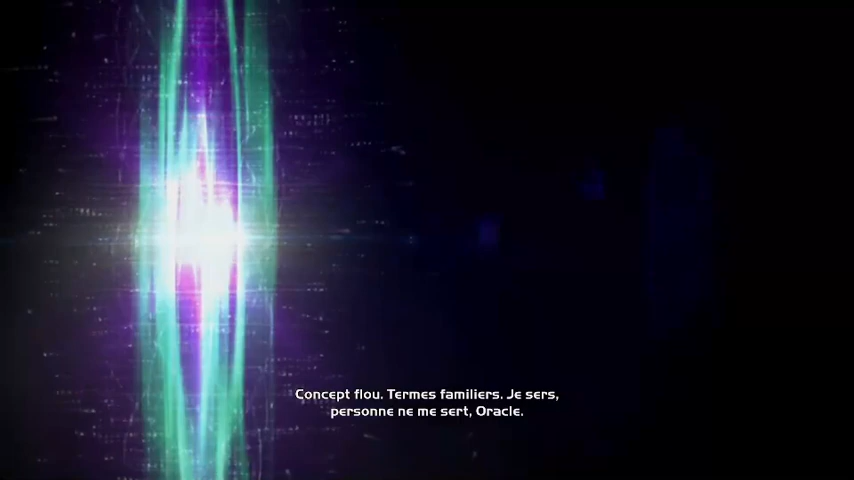 Concept flou. Termes familiers. Je sers,
personne ne me sert, Oracle.